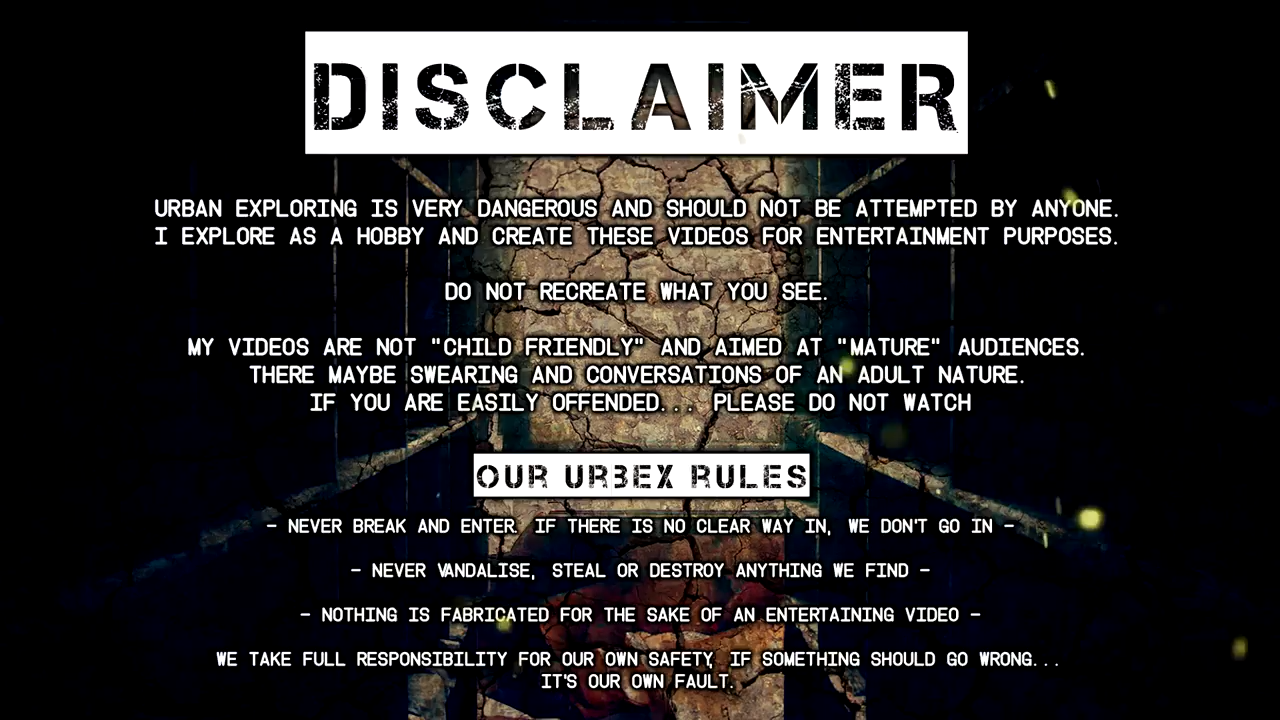 DISCLAIMER
URBAN EXPLORING IS VERY DANGEROUS AND SHOULD NOT BE ATTEMPTED BY ANYONE.
I EXPLORE AS A HOBBY AND CREATE THESE VIDEOS FOR ENTERTAINMENT PURPOSES.
DO NOT RECREATE WHAT YOU SEE.
MY VIDEOS ARE NOT "CHILD FRIENDLY" AND AIMED AT "MATURE" AUDIENCES.
THERE MAYBE SWEARING AND CONVERSATIONS OF AN ADULT NATURE.
IF YOU ARE EASILY OFFENDED... PLEASE DO NOT WATCH
OUR URBEX RULES
- NEVER BREAK AND ENTER. IF THERE IS NO CLEAR WAY IN, WE DON'T GO IN -
- NEVER VANDALISE, STEAL OR DESTROY ANYTHING WE FIND -
- NOTHING IS FABRICATED FOR THE SAKE OF AN ENTERTAINING VIDEO -
WE TAKE FULL RESPONSIBILITY FOR OUR OWN SAFETY, IF SOMETHING SHOULD GO WRONG...
IT'S OUR OWN FAULT.